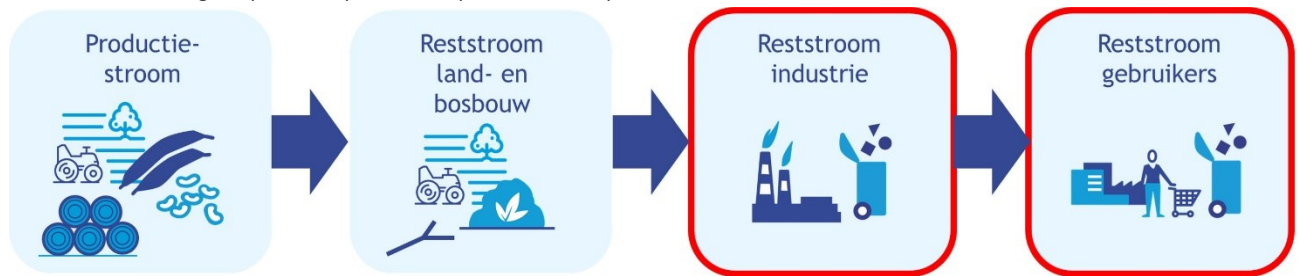 Productie-
stroom
Reststroom
land- en
bosbouw
Reststroom
industrie
Reststroom
gebruikers